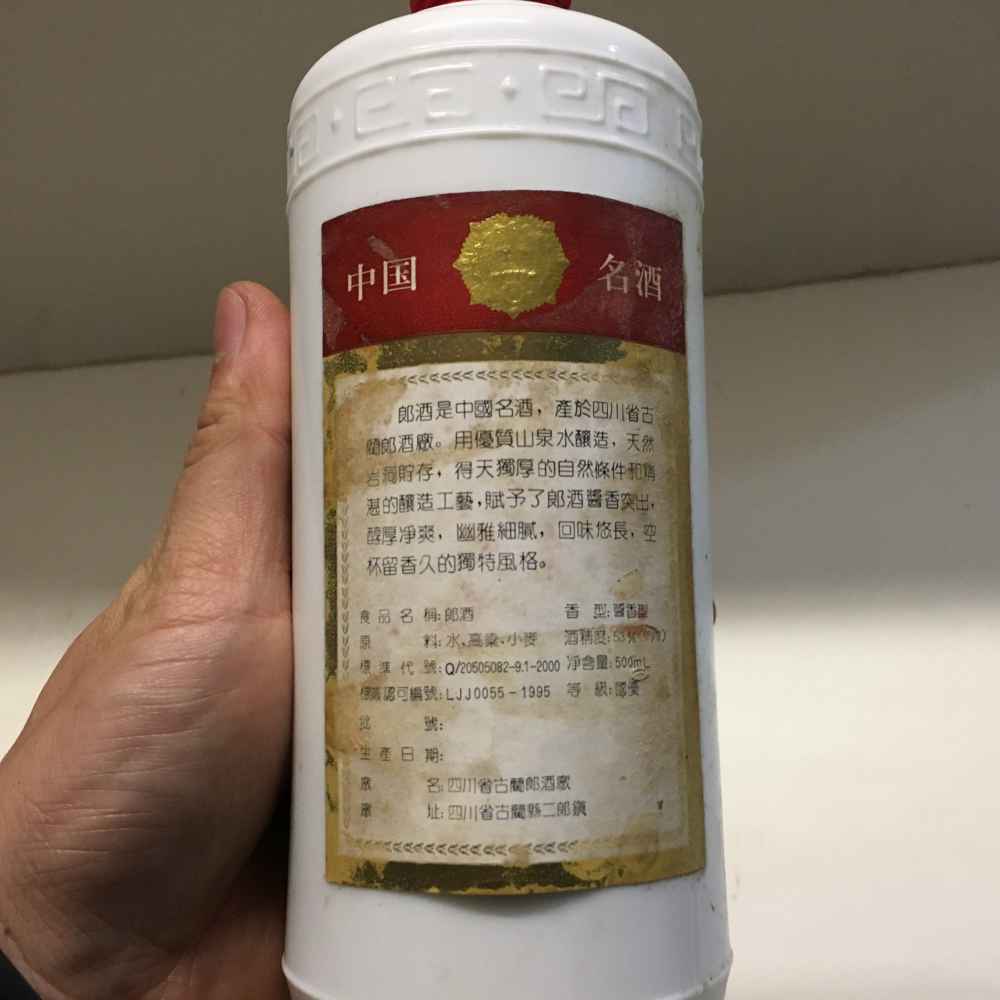 中国 名酒
郎酒是中國名酒，產於四川省古
藺郎酒廠。用優質山泉水釀造，天然
岩洞貯存，得天獨厚的自然條件和精
湛的釀造工藝，賦予了郎酒醬香突出，
醇厚凈爽，幽雅細膩，回味悠長，空
杯留香久的獨特風格。
食品名稱：郎酒 香型：醬香型
原料：水、高粱、小麥 酒精度：53%
標準代號：Q/20505082-9.1-2000 凈含量：500mL
標簽認可編號：LJJ0055-1995 等級：國優
批號：
生產日期：
廠名：四川省古藺郎酒廠
廠址：四川省古藺縣二郎鎮